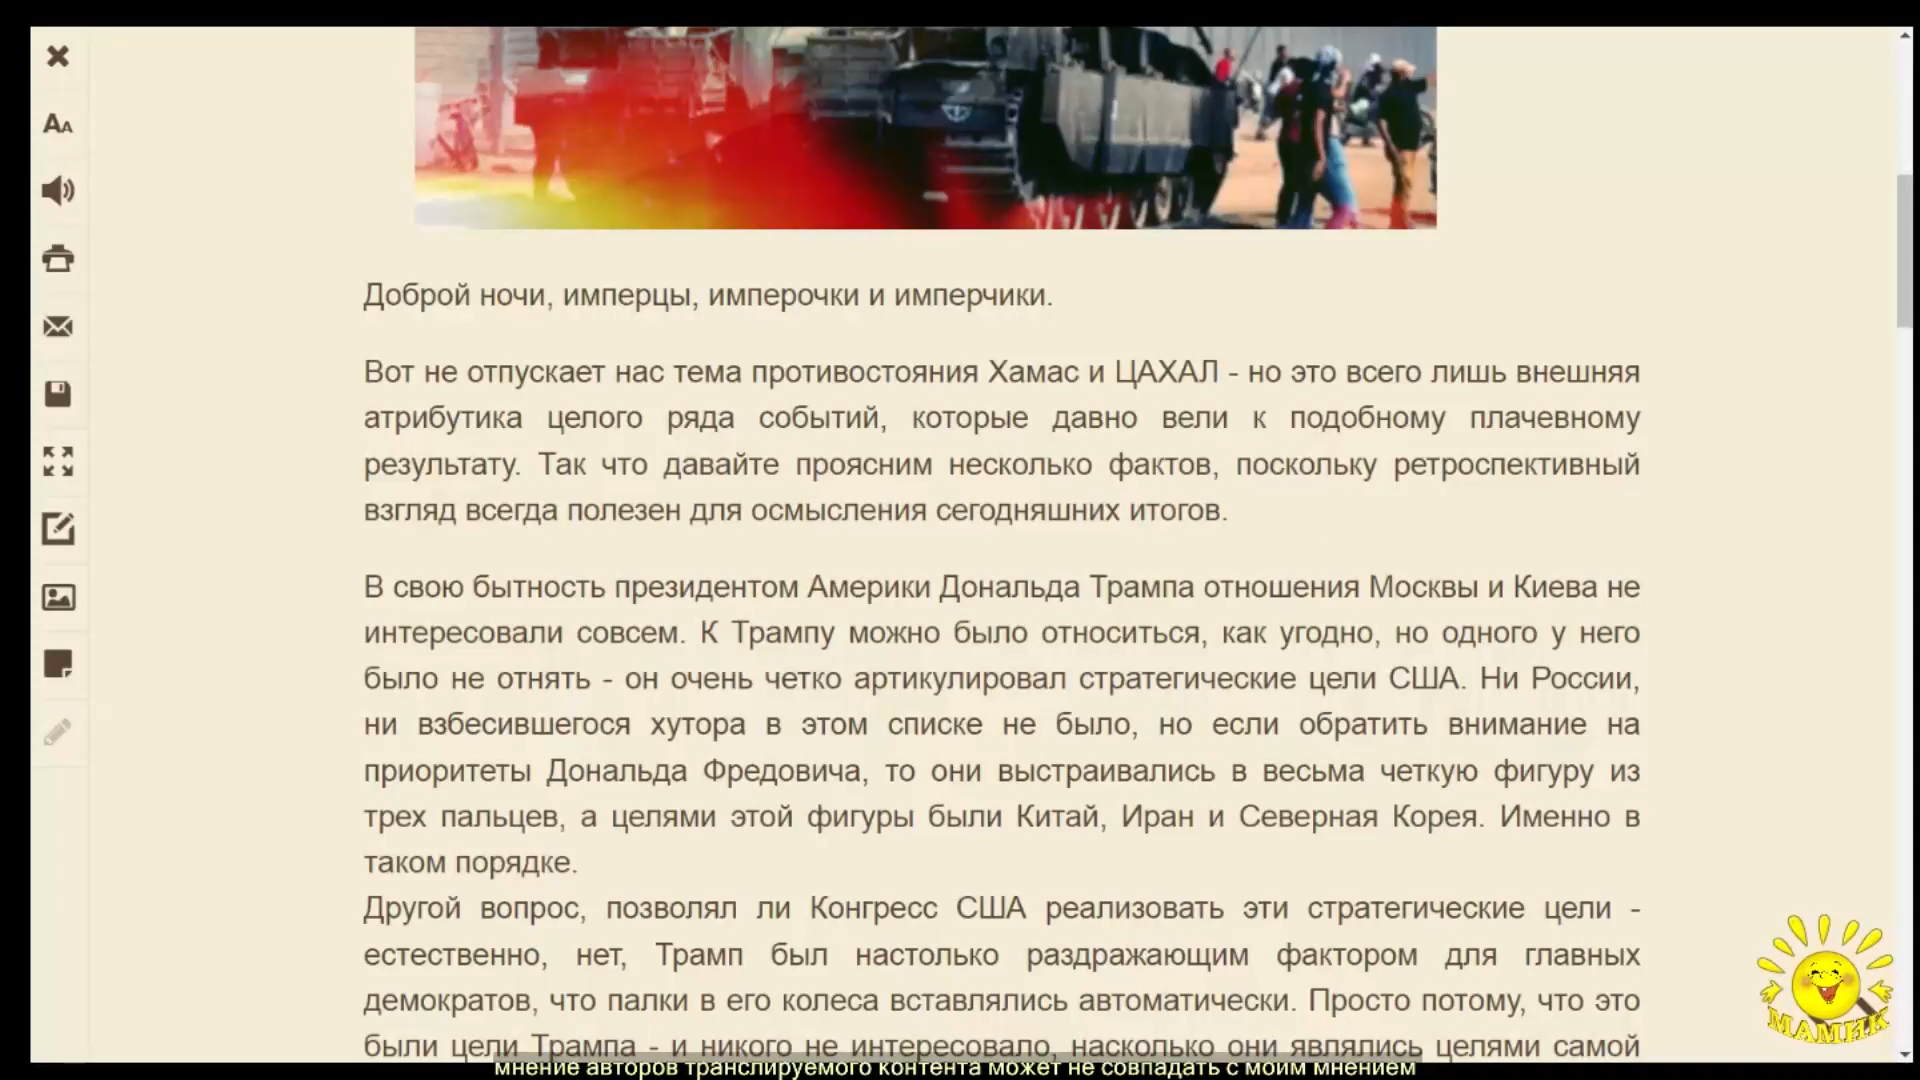 Доброй ночи, имперцы, имперочки и имперчики.
Вот не отпускает нас тема противостояния Хамас и ЦАХАЛ - но это всего лишь внешняя
атрибутика целого ряда событий, которые давно вели к подобному плачевному
результату. Так что давайте проясним несколько фактов, поскольку ретроспективный
взгляд всегда полезен для осмысления сегодняшних итогов.
В свою бытность президентом Америки Дональда Трампа отношения Москвы и Киева не
интересовали совсем. К Трампу можно было относиться, как угодно, но одного у него
было не отнять - он очень четко артикулировал стратегические цели США. Ни России,
ни взбесившегося хутора в этом списке не было, но если обратить внимание на
приоритеты Дональда Фредовича, то они выстраивались в весьма четкую фигуру из
трех пальцев, а целями этой фигуры были Китай, Иран и Северная Корея. Именно в
таком порядке.
Другой вопрос, позволял ли Конгресс США реализовать эти стратегические цели -
естественно, нет, Трамп был настолько раздражающим фактором для главных
демократов, что палки в его колеса вставлялись автоматически. Просто потому, что это
были цели Трампа - и никого не интересовало, насколько они являлись целями самой
МАМИК
мнение авторов транслируемого контента может не совпадать с моим мнением